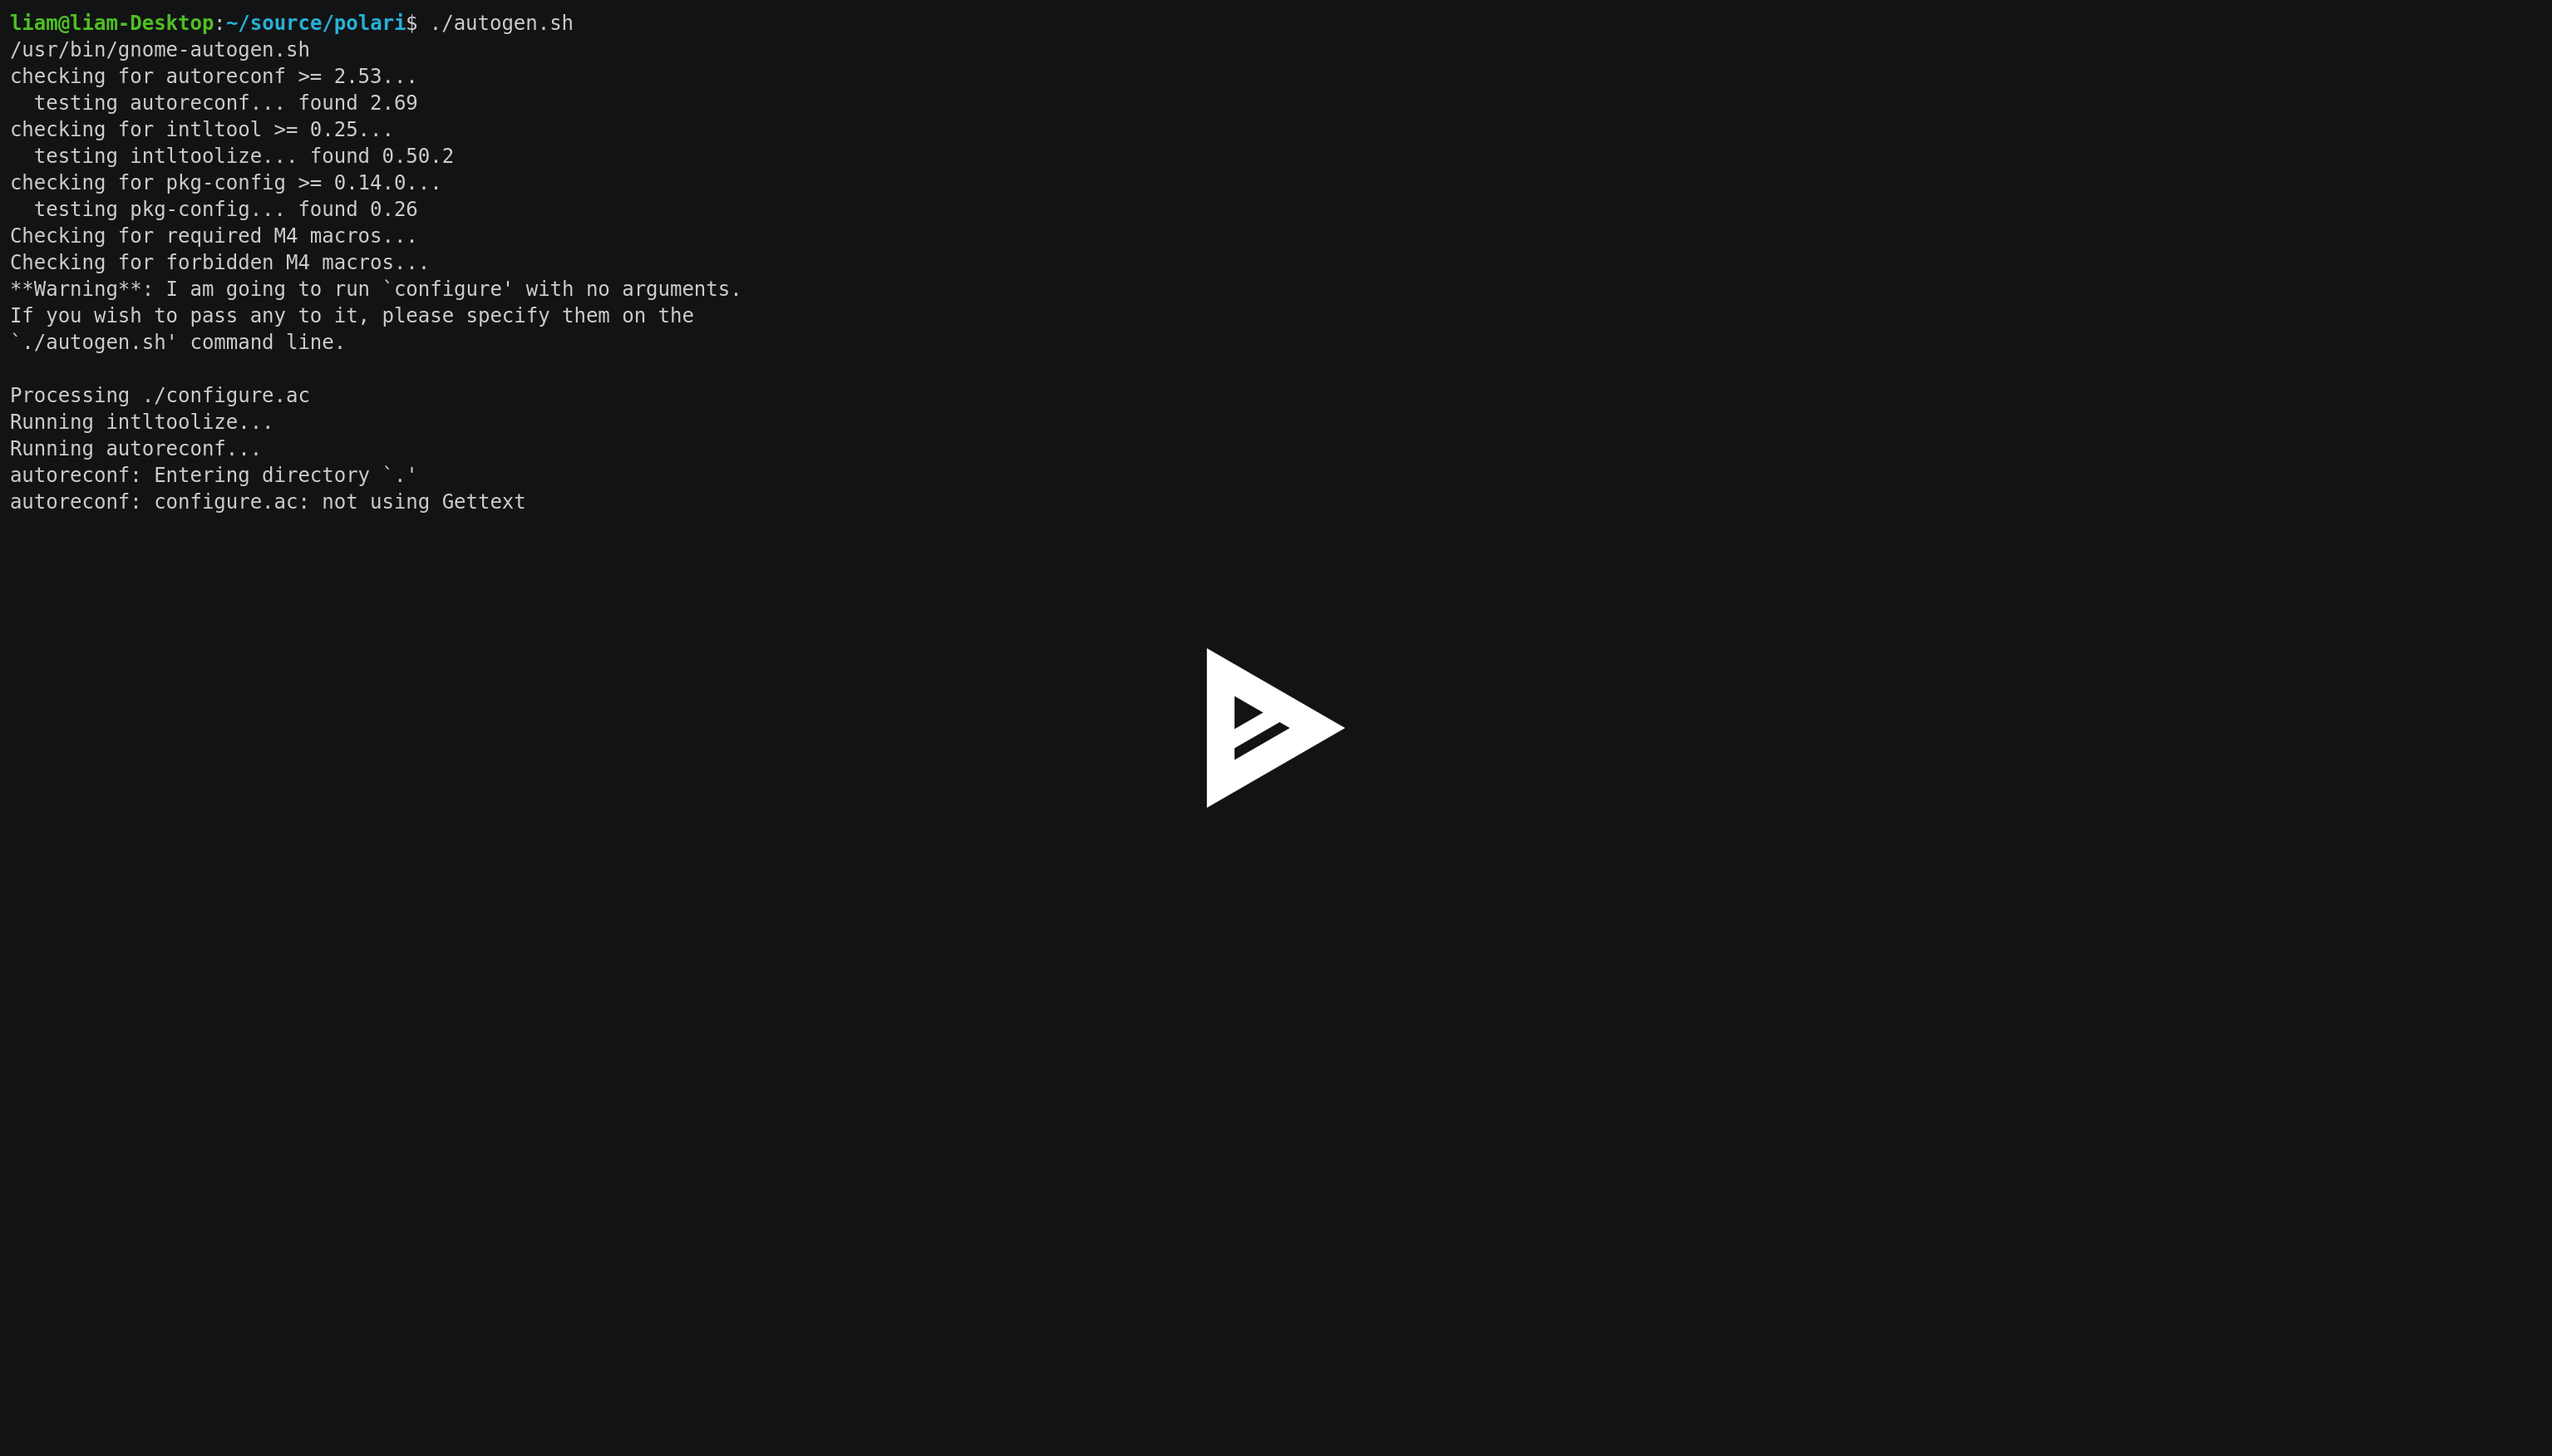 liam@liam-Desktop:~/source/polari$ ./autogen.sh
/usr/bin/gnome-autogen.sh
checking for autoreconf >= 2.53...
  testing autoreconf... found 2.69
checking for intltool >= 0.25...
  testing intltoolize... found 0.50.2
checking for pkg-config >= 0.14.0...
  testing pkg-config... found 0.26
Checking for required M4 macros...
Checking for forbidden M4 macros...
**Warning**: I am going to run `configure' with no arguments.
If you wish to pass any to it, please specify them on the
`./autogen.sh' command line.

Processing ./configure.ac
Running intltoolize...
Running autoreconf...
autoreconf: Entering directory `.'
autoreconf: configure.ac: not using Gettext